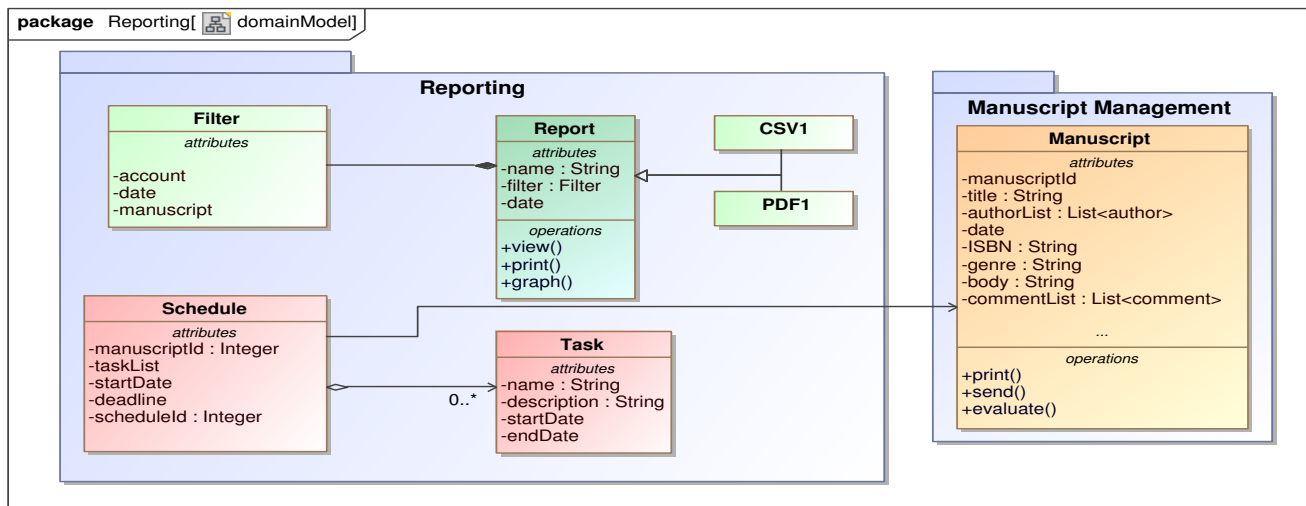 package Reporting[ domainModel]
Reporting
Filter
attributes
-account
-date
-manuscript
Report
attributes
-name : String
-filter : Filter
-date
operations
+view()
+print()
+graph()
CSV1
PDF1
Schedule
attributes
-manuscriptId : Integer
-taskList
-startDate
-deadline
-scheduleId : Integer
0..*
Task
attributes
-name : String
-description : String
-startDate
-endDate
Manuscript Management
Manuscript
attributes
-manuscriptId
-title : String
-authorList : List<author>
-date
-ISBN : String
-genre : String
-body : String
-commentList : List<comment>
...
operations
+print()
+send()
+evaluate()